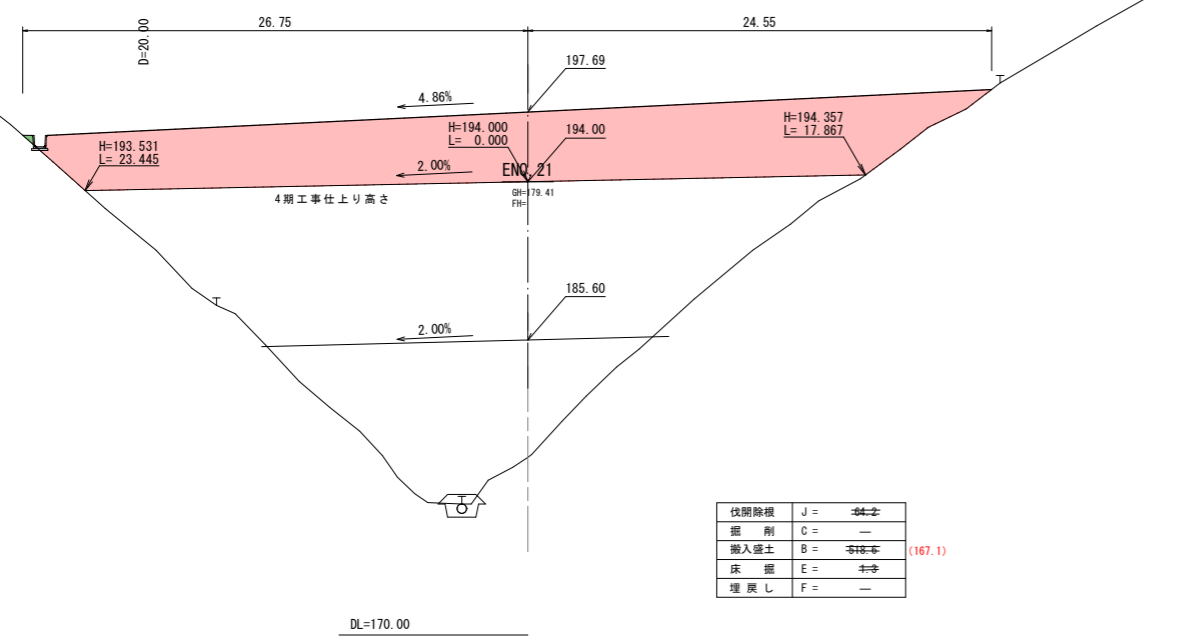 26.75
24.55
D=20.00
197.69
4.86%
H=194.357
L= 17.867
H=194.000
L= 0.000
194.00
H=193.531
L= 23.445
2.00%
ENO.21
4期工事仕上り高さ
GH=179.41
FH=
185.60
2.00%
伐開除根 J = 64.2
掘 削 C = —
搬入盛土 B = 518.6 (167.1)
床 掘 E = 1.3
埋 戻 し F = —
DL=170.00